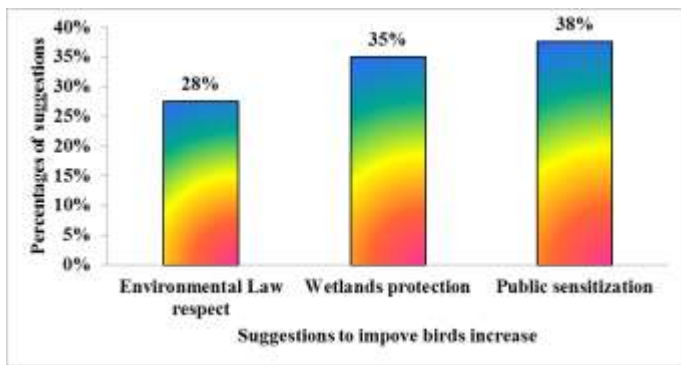 40%
35%
30%
25%
20%
15%
10%
5%
0%
Percentages of suggestions
28%
35%
38%
Environmental Law
respect
Wetlands protection
Public sensitization
Suggestions to impove birds increase